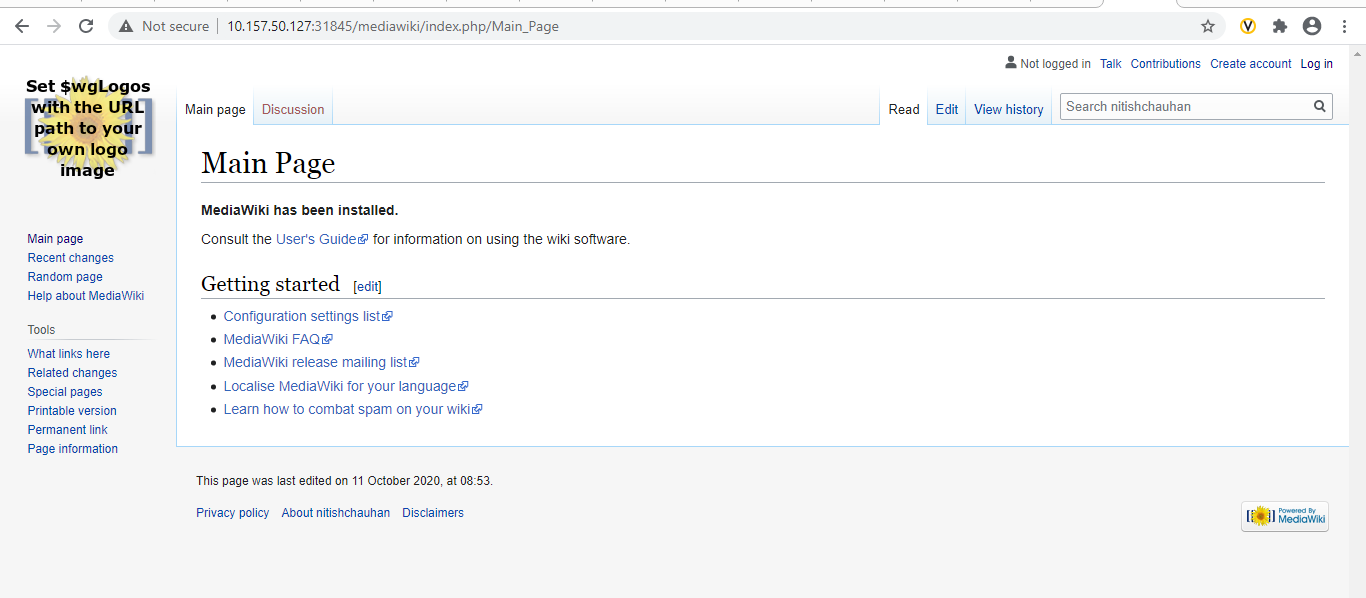 Not secure 10.157.50.127:31845/mediawiki/index.php/Main_Page
Not logged in Talk Contributions Create account Log in
Set $wgLogos
with the URL
path to your
own logo
image
Main page Discussion Read Edit View history Search nitishchauhan
Main Page
MediaWiki has been installed.
Consult the User's Guide for information on using the wiki software.
Getting started [edit]
Configuration settings list
MediaWiki FAQ
MediaWiki release mailing list
Localise MediaWiki for your language
Learn how to combat spam on your wiki
Main page
Recent changes
Random page
Help about MediaWiki
Tools
What links here
Related changes
Special pages
Printable version
Permanent link
Page information
This page was last edited on 11 October 2020, at 08:53.
Privacy policy About nitishchauhan Disclaimers
Powered By
MediaWiki